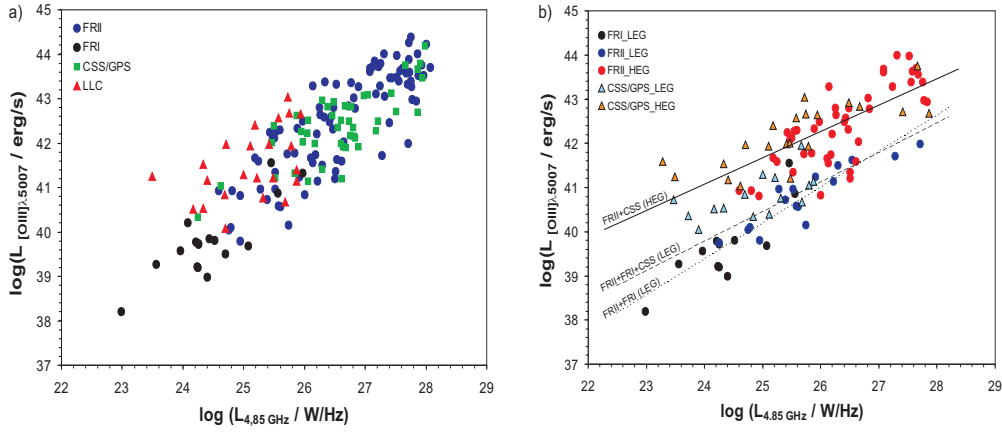 a)
log(L [OIII]λ5007 / erg/s)
45
44
43
42
41
40
39
38
37
FRII
FRI
CSS/GPS
LLC
22 23 24 25 26 27 28 29
log (L4,85 GHz / W/Hz)
b)
log(L [OIII]λ5007 / erg/s)
45
44
43
42
41
40
39
38
37
FRI_LEG
FRII_LEG
FRII_HEG
CSS/GPS_LEG
CSS/GPS_HEG
FRII+CSS (HEG)
FRII+FRI+CSS (LEG)
FRII+FRI (LEG)
22 23 24 25 26 27 28 29
log (L4.85 GHz / W/Hz)